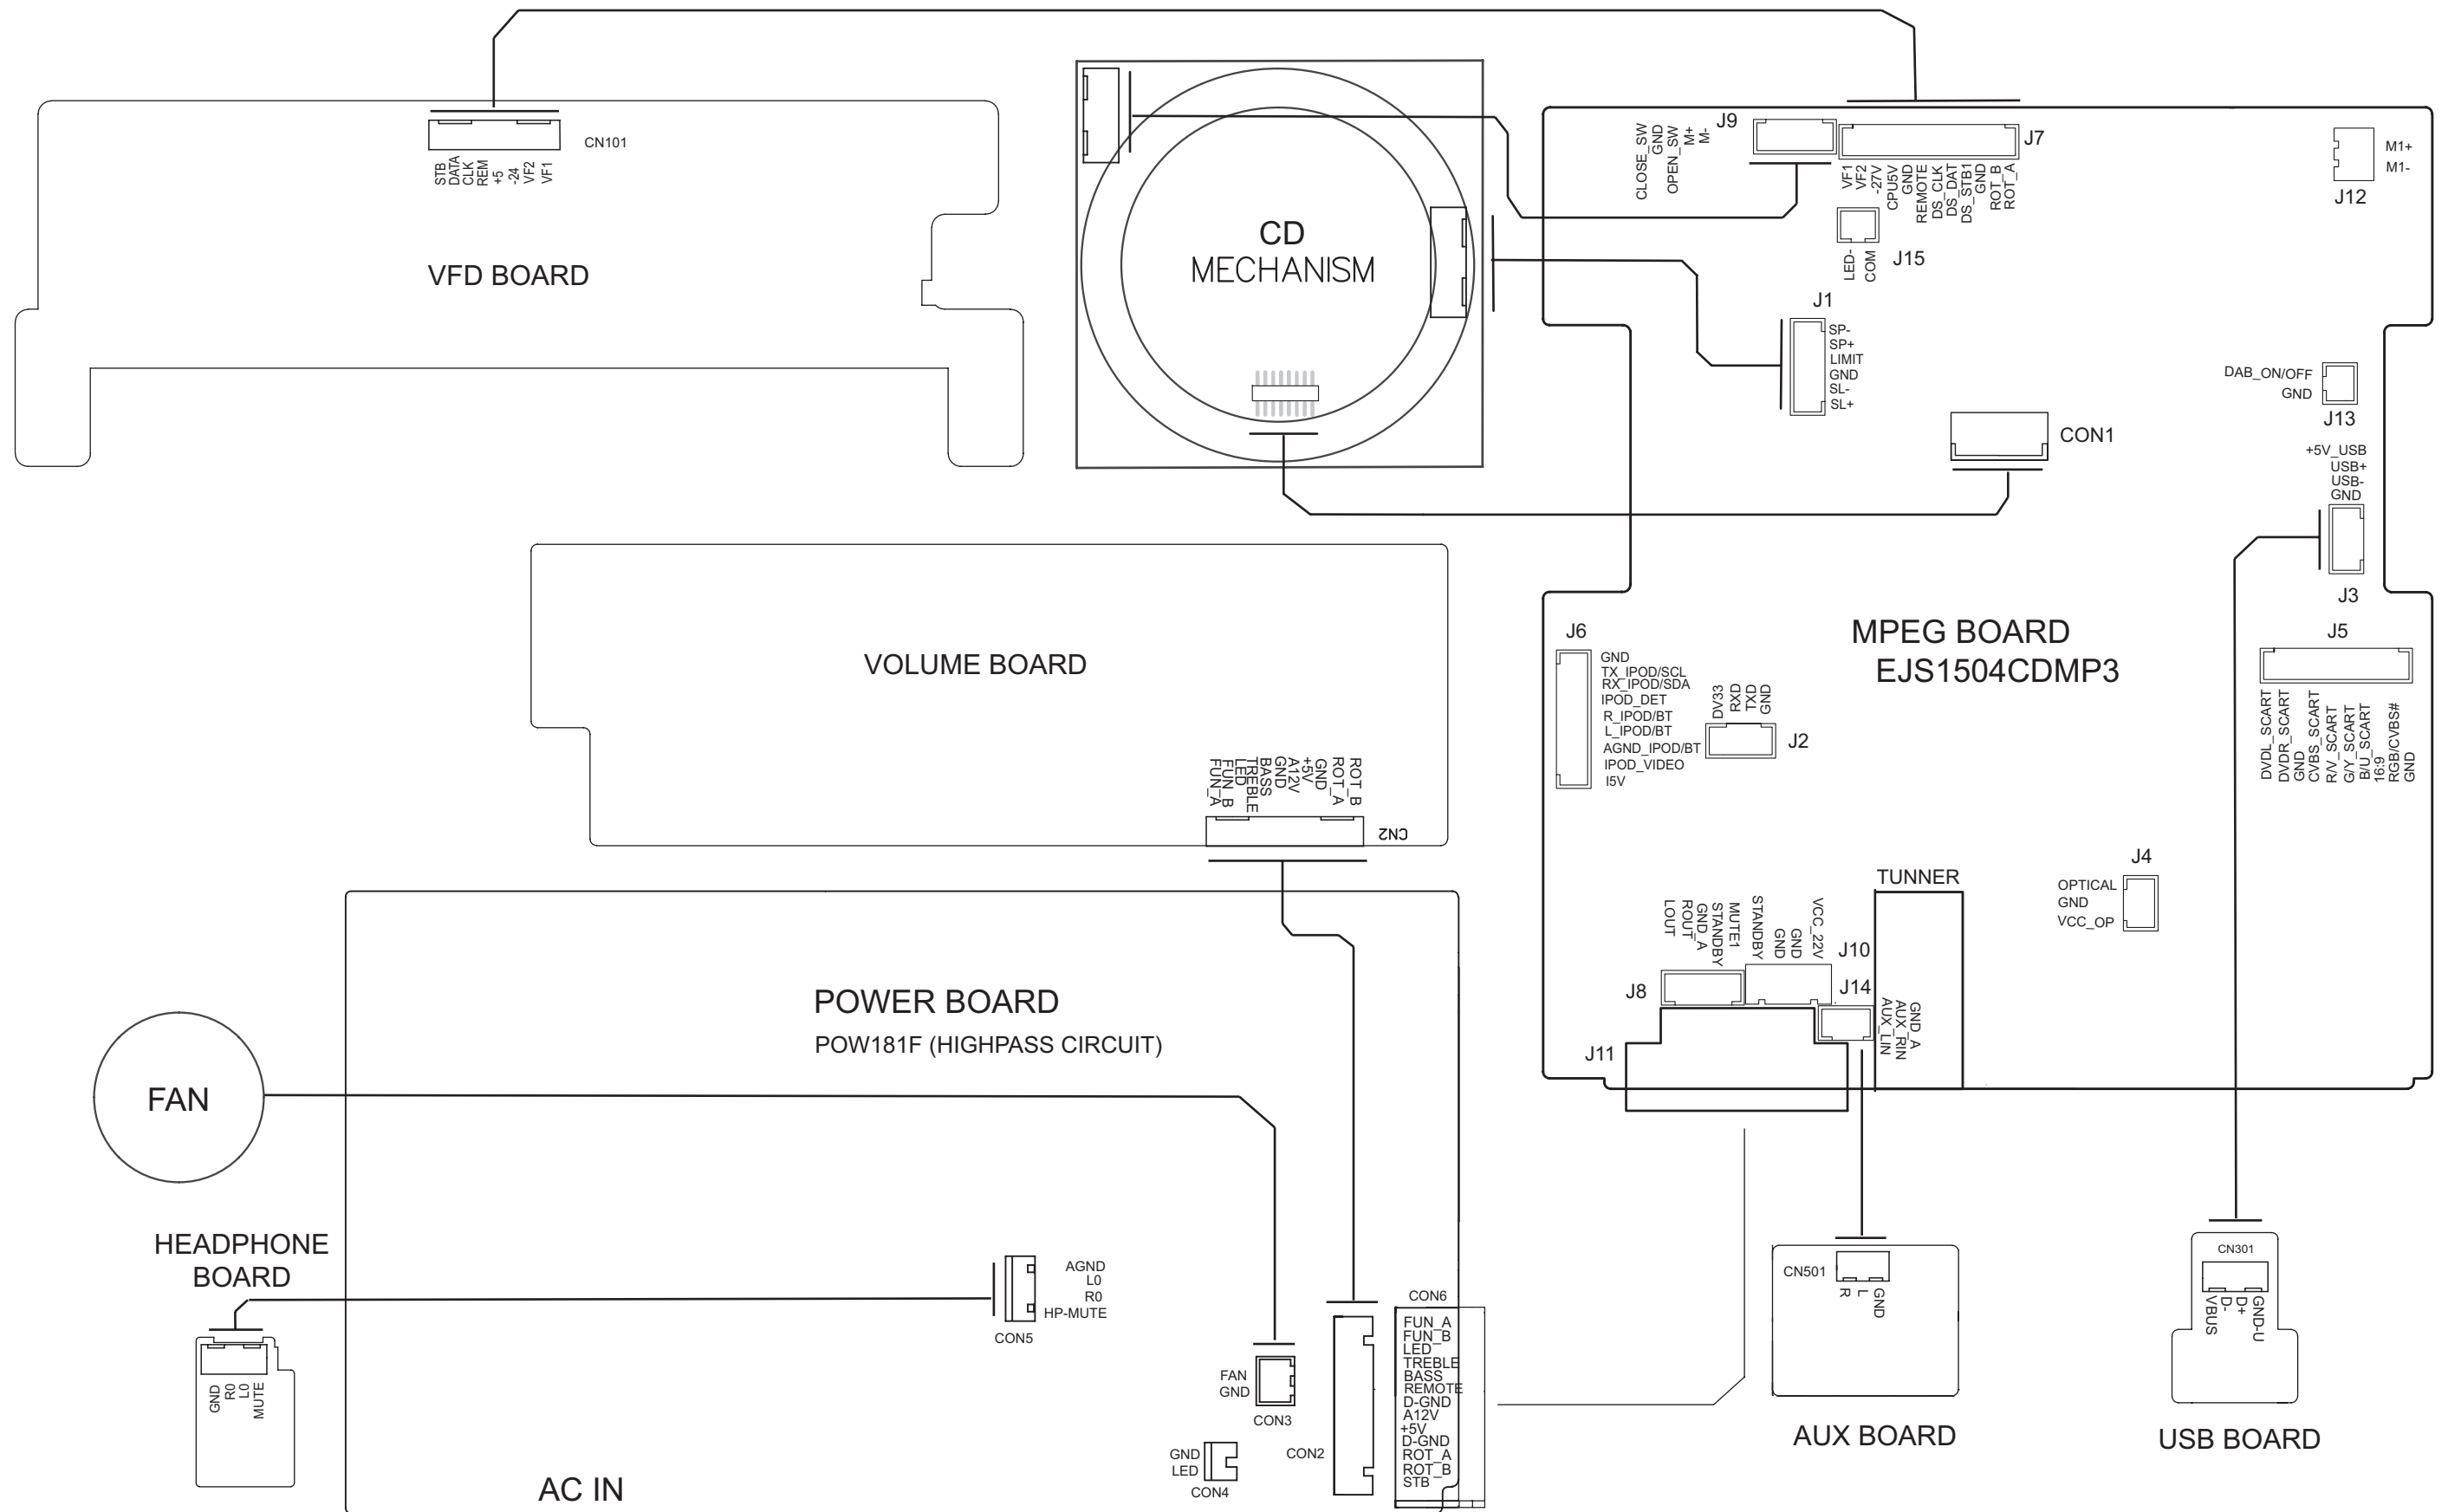 CN101
STB
DATA
CLK
REM
+5
-24
VF2
VF1
VFD BOARD
CD
MECHANISM
J9
CLOSE_SW
GND
OPEN_SW
M+
M-
J7
VF1
VF2
-27V
CPU5V
GND
REMOTE
DS_CLK
DS_DAT
DS_STB1
GND
ROT_B
ROT_A
M1+
M1-
J12
LED-
COM
J15
J1
SP-
SP+
LIMIT
GND
SL-
SL+
DAB_ON/OFF
GND
J13
CON1
+5V_USB
USB+
USB-
GND
J3
MPEG BOARD
EJS1504CDMP3
J6
GND
TX_IPOD/SCL
RX_IPOD/SDA
IPOD_DET
R_IPOD/BT
L_IPOD/BT
AGND_IPOD/BT
IPOD_VIDEO
I5V
DV33
RXD
TXD
GND
J2
J5
DVDL_SCART
DVDR_SCART
GND
CVBS_SCART
R/V_SCART
G/Y_SCART
B/U_SCART
16:9
RGB/CVBS#
GND
VOLUME BOARD
FUN_A
FUN_B
LED
TREBLE
BASS
GND
A12V
+5V
GND
ROT_A
ROT_B
CN2
J4
OPTICAL
GND
VCC_OP
TUNNER
LOUT
ROUT
GND_A
STANDBY
MUTE1
STANDBY
GND
GND
VCC_22V
J10
J8
J14
AUX_LIN
AUX_RIN
GND_A
J11
POWER BOARD
POW181F (HIGHPASS CIRCUIT)
FAN
HEADPHONE
BOARD
GND
R0
L0
MUTE
AGND
L0
R0
HP-MUTE
CON5
FAN
GND
CON3
GND
LED
CON4
CON2
CON6
FUN_A
FUN_B
LED
TREBLE
BASS
REMOTE
D-GND
A12V
+5V
D-GND
ROT_A
ROT_B
STB
AC IN
CN501
R
L
GND
AUX BOARD
CN301
VBUS
D-
D+
GND-U
USB BOARD